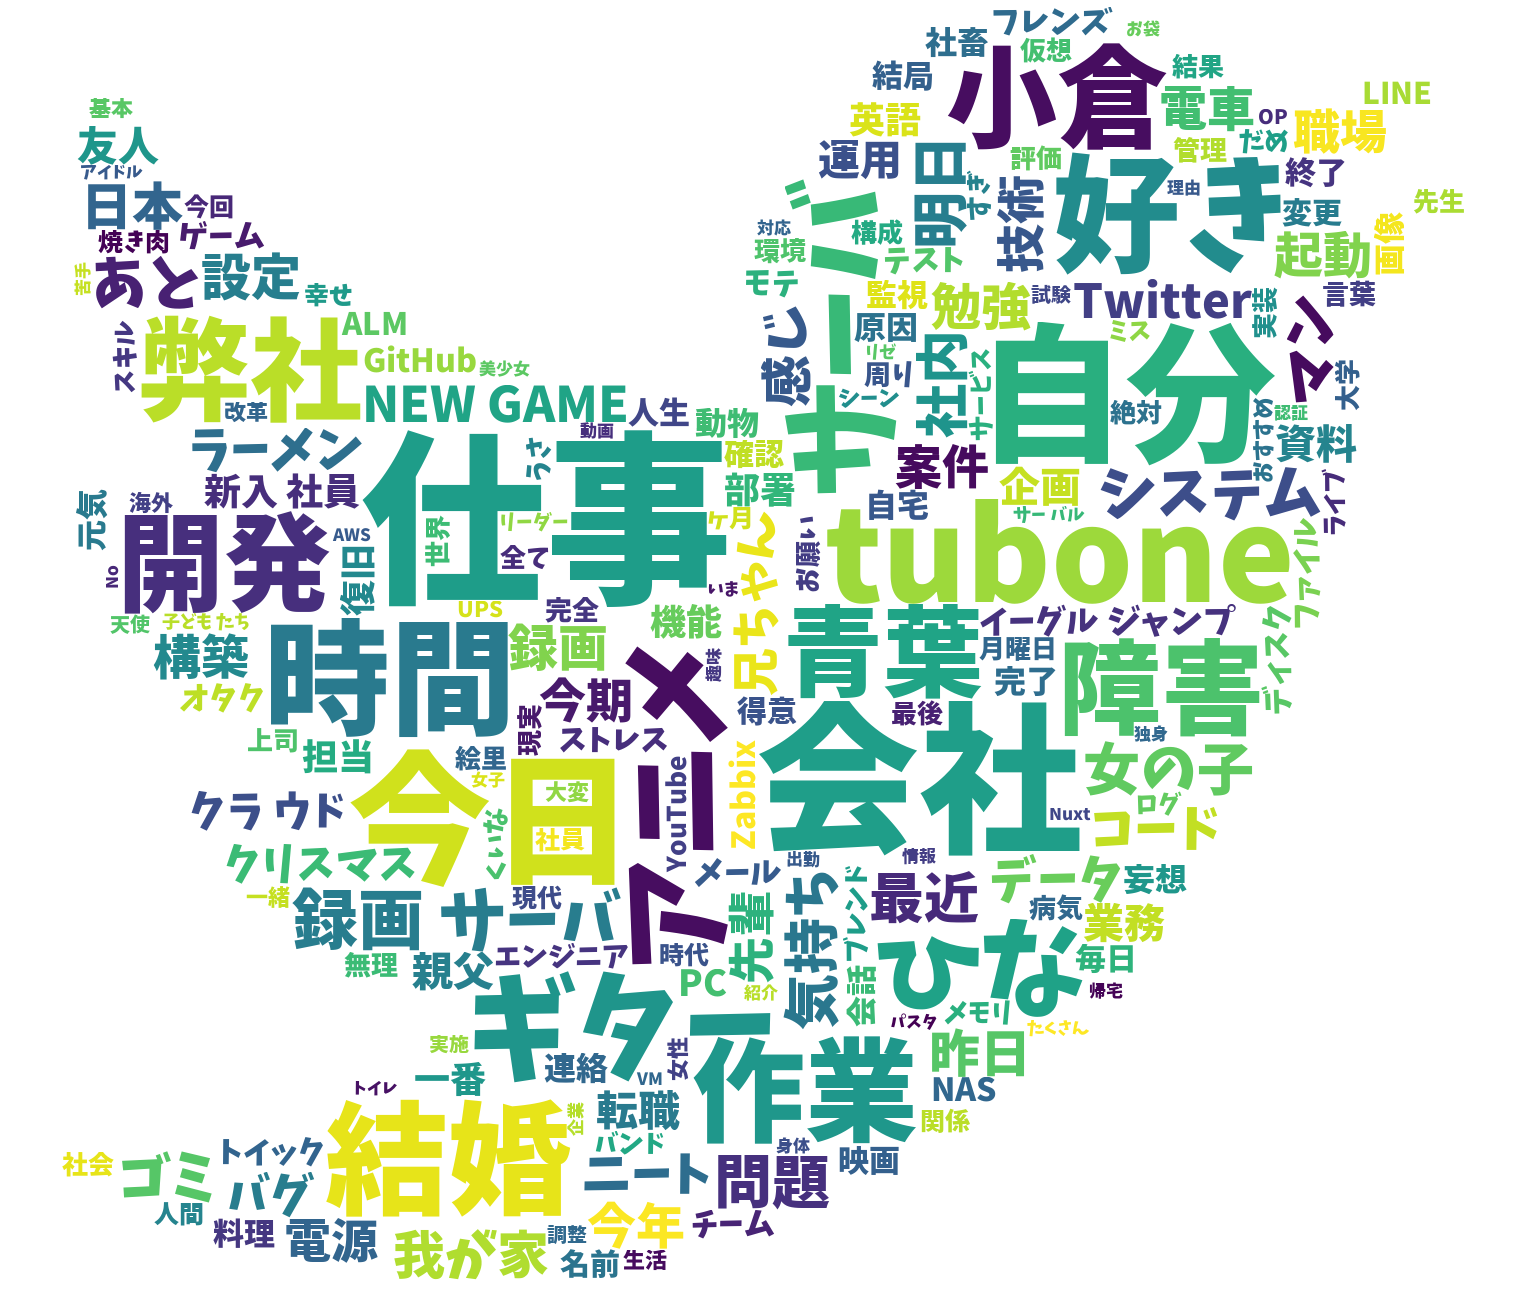 フレンズ
お袋
社畜
仮想
小倉
結局
結果
LINE
基本
英語
電車
OP
職場
友人
運用
明日
評価
管理
だめ
アイドル
日本
今回
すぎ
技術
好き
理由
終了
先生
焼き肉
ゲーム
対応
環境
サーバー
構成
テスト
変更
画像
起動
苦手
あと
設定
幸せ
モテ
監視
勉強
試験
Twitter
実装
言葉
マン
スキル
弊社
ALM
GitHub
美少女
感じ
原因
リゼ
周り
シーン
社内
サービス
ミス
自分
大学
改革
NEW GAME
人生
動画
動物
絶対
認証
おすすめ
資料
ラーメン
仕事
うさ
確認
案件
新入 社員
部署
自宅
企画
サー バル
システム
ライブ
元気
海外
開発
AWS
復旧
世界
リーダー
全て
ケ月
お願い
tubone
ファイル
No
いま
兄ちゃん
天使
子ども たち
UPS
完全
機能
青葉
イーグル ジャンプ
ディスク
構築
時間
録画
趣味
月曜日
完了
障害
オタク
今期
現実
アニメ
得意
最後
独身
上司
担当
ストレス
絵里
女子
会社
女の子
クラ ウド
今日
大変
社員
くいな
YouTube
Zabbix
Nuxt
ログ
コード
クリスマス
メール
出勤
情報
データ
妄想
一緒
録画
サーバ
現代
先輩
気持ち
ブレンド
最近
病気
業務
無理
親父
エンジニア
時代
PC
紹介
会話
ひな
毎日
帰宅
ギター
パスタ
メモリ
たくさん
実施
一番
連絡
VM
女性
作業
昨日
NAS
トイレ
結婚
企業
転職
バンド
関係
社会
ゴミ
トイック
バグ
ニート
問題
身体
映画
人間
料理
電源
我が家
調整
今年
チーム
名前
生活